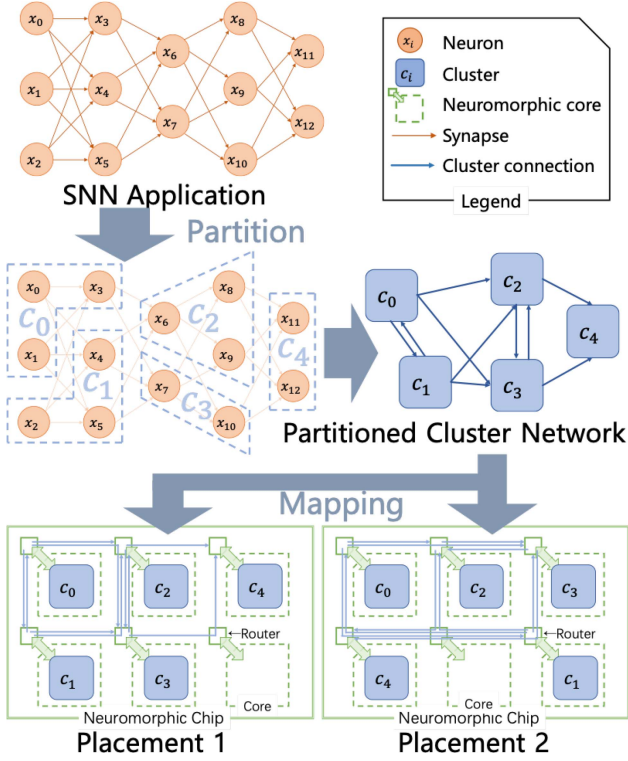 x0 x3 x8
x6 x11
x1 x4 x9
x7 x12
x2 x5 x10
SNN Application
xi Neuron
ci Cluster
Neuromorphic core
Synapse
Cluster connection
Legend
Partition
x0 x3 x8
c0 x6 c2 x11
x1 x4 x9 c4
c1 x7 c3 x12
x2 x5 x10
c0 c2
c4
c1 c3
Partitioned Cluster Network
Mapping
c0 c2 c4
←Router
c1 c3
Core
Neuromorphic Chip
Placement 1
c0 c2 c3
←Router
c4 c1
Core
Neuromorphic Chip
Placement 2